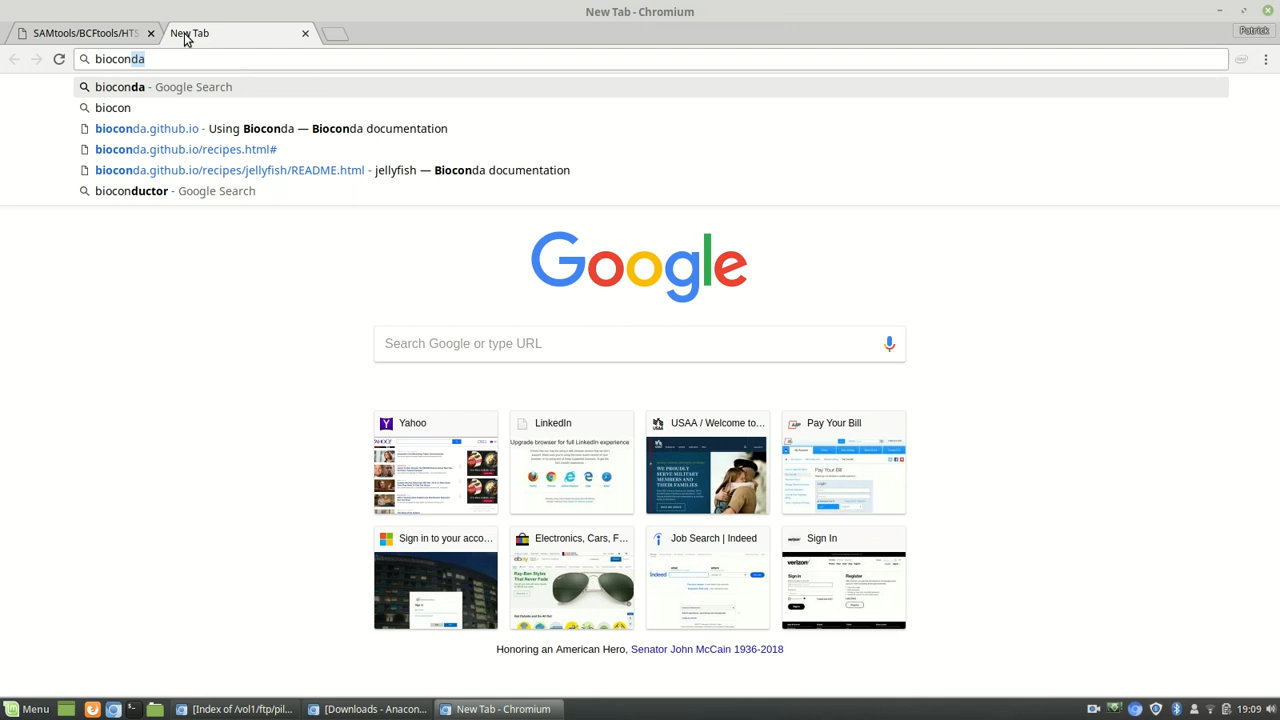 New Tab - Chromium
SAMtools/BCFtools/HTS
New Tab
Patrick
bioconda
bioconda - Google Search
biocon
bioconda.github.io - Using Bioconda — Bioconda documentation
bioconda.github.io/recipes.html#
bioconda.github.io/recipes/jellyfish/README.html - jellyfish — Bioconda documentation
bioconductor - Google Search
Google
Search Google or type URL
Yahoo
LinkedIn
USAA / Welcome to...
Pay Your Bill
Upgrade browser for full LinkedIn experience
WE PROUDLY
SERVE MILITARY
MEMBERS AND
THEIR FAMILIES
Pay Your Bill
Sign in to your acco...
Electronics, Cars, F...
Job Search | Indeed
Sign In
Ray-Ban Styles
That Never Fade
indeed
verizon
Sign in
Register
Honoring an American Hero, Senator John McCain 1936-2018
Menu
[Index of /vol1/ftp/pil...
[Downloads - Anacon...
New Tab - Chromium
19:09